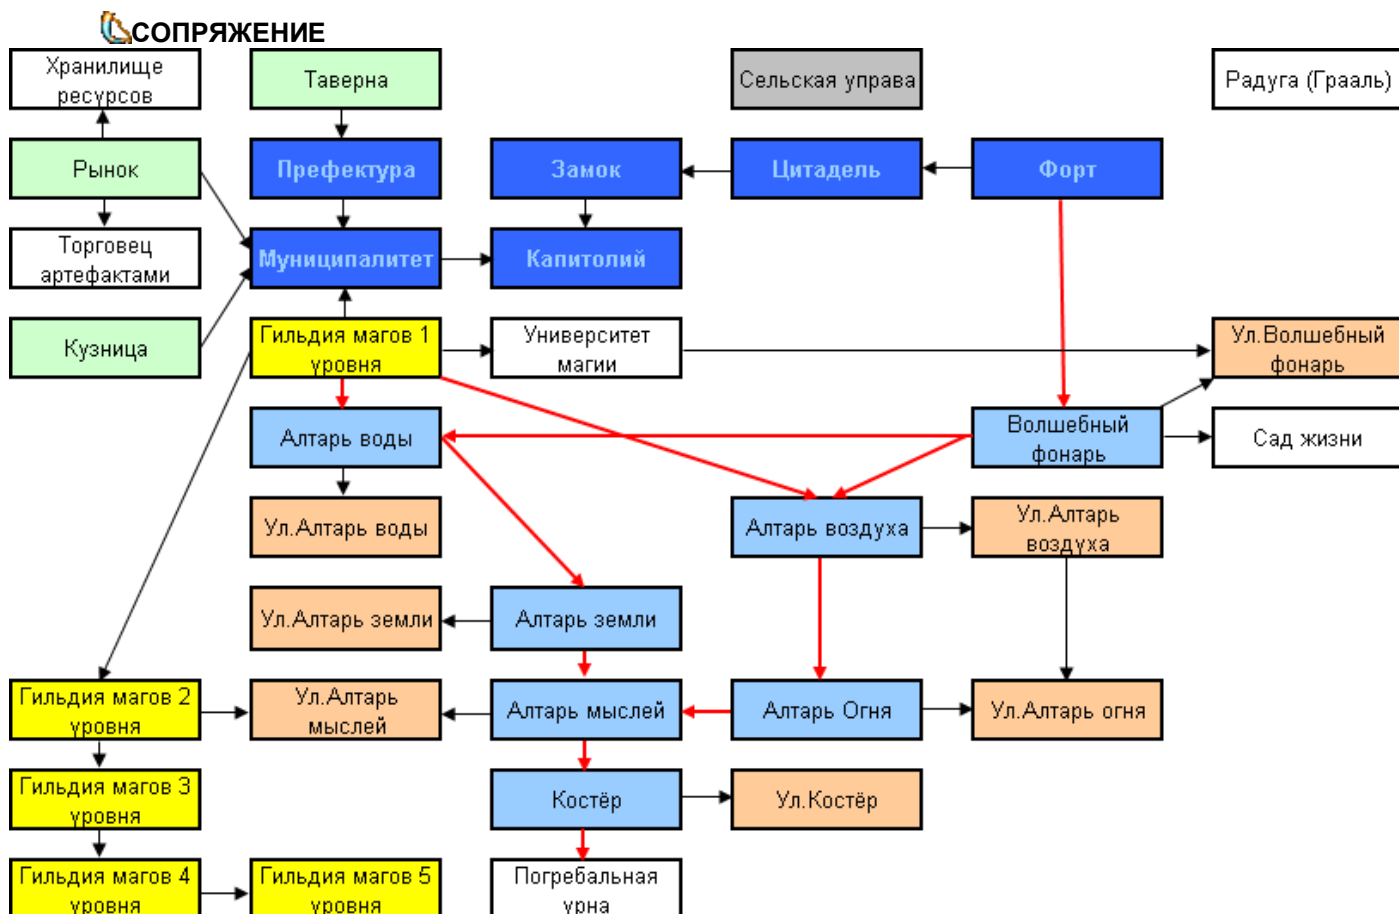 СОПРЯЖЕНИЕ
Хранилище
ресурсов
Таверна
Сельская управа
Радуга (Грааль)
Рынок
Префектура
Замок
Цитадель
Форт
Торговец
артефактами
Муниципалитет
Капитолий
Кузница
Гильдия магов 1
уровня
Университет
магии
Ул.Волшебный
фонарь
Алтарь воды
Волшебный
фонарь
Сад жизни
Ул.Алтарь воды
Алтарь воздуха
Ул.Алтарь
воздуха
Ул.Алтарь земли
Алтарь земли
Гильдия магов 2
уровня
Ул.Алтарь
мыслей
Алтарь мыслей
Алтарь Огня
Ул.Алтарь огня
Гильдия магов 3
уровня
Костёр
Ул.Костёр
Гильдия магов 4
уровня
Гильдия магов 5
уровня
Погребальная
урна